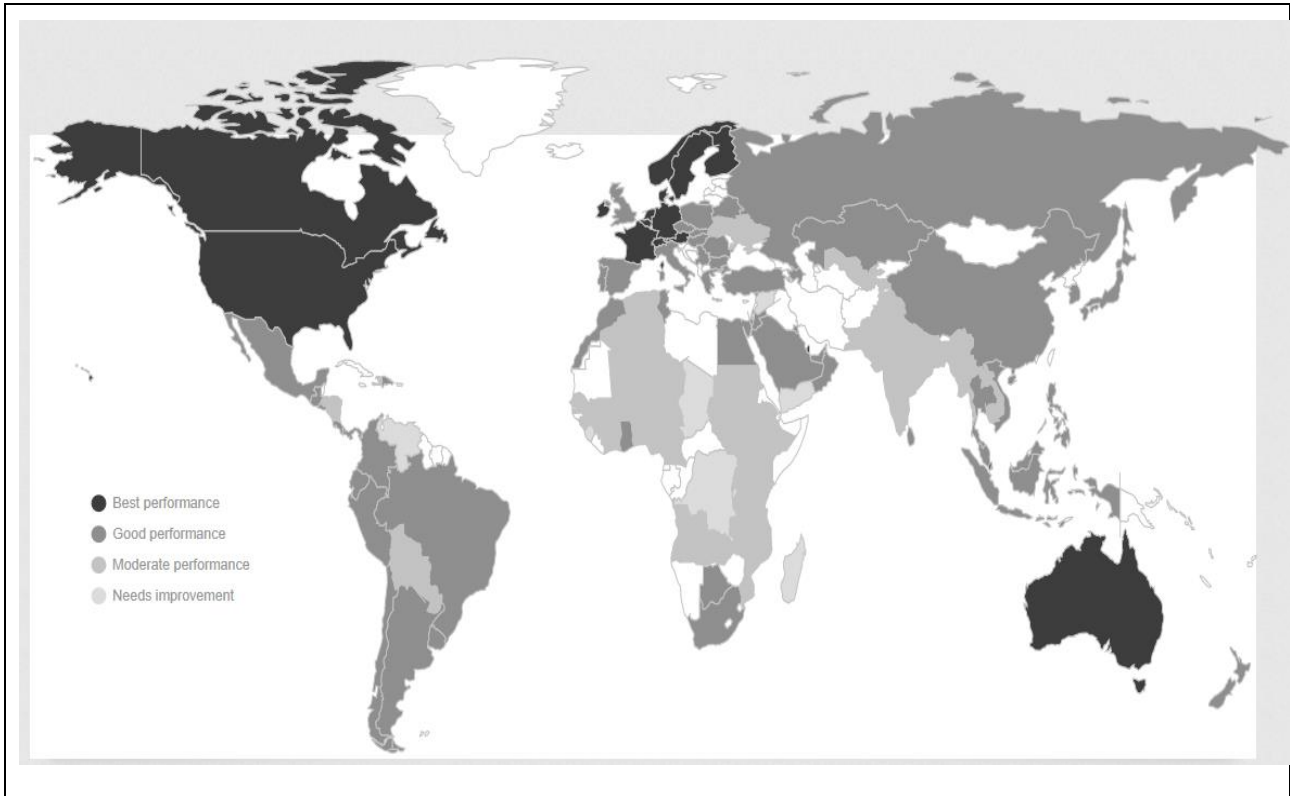 Best performance
Good performance
Moderate performance
Needs improvement